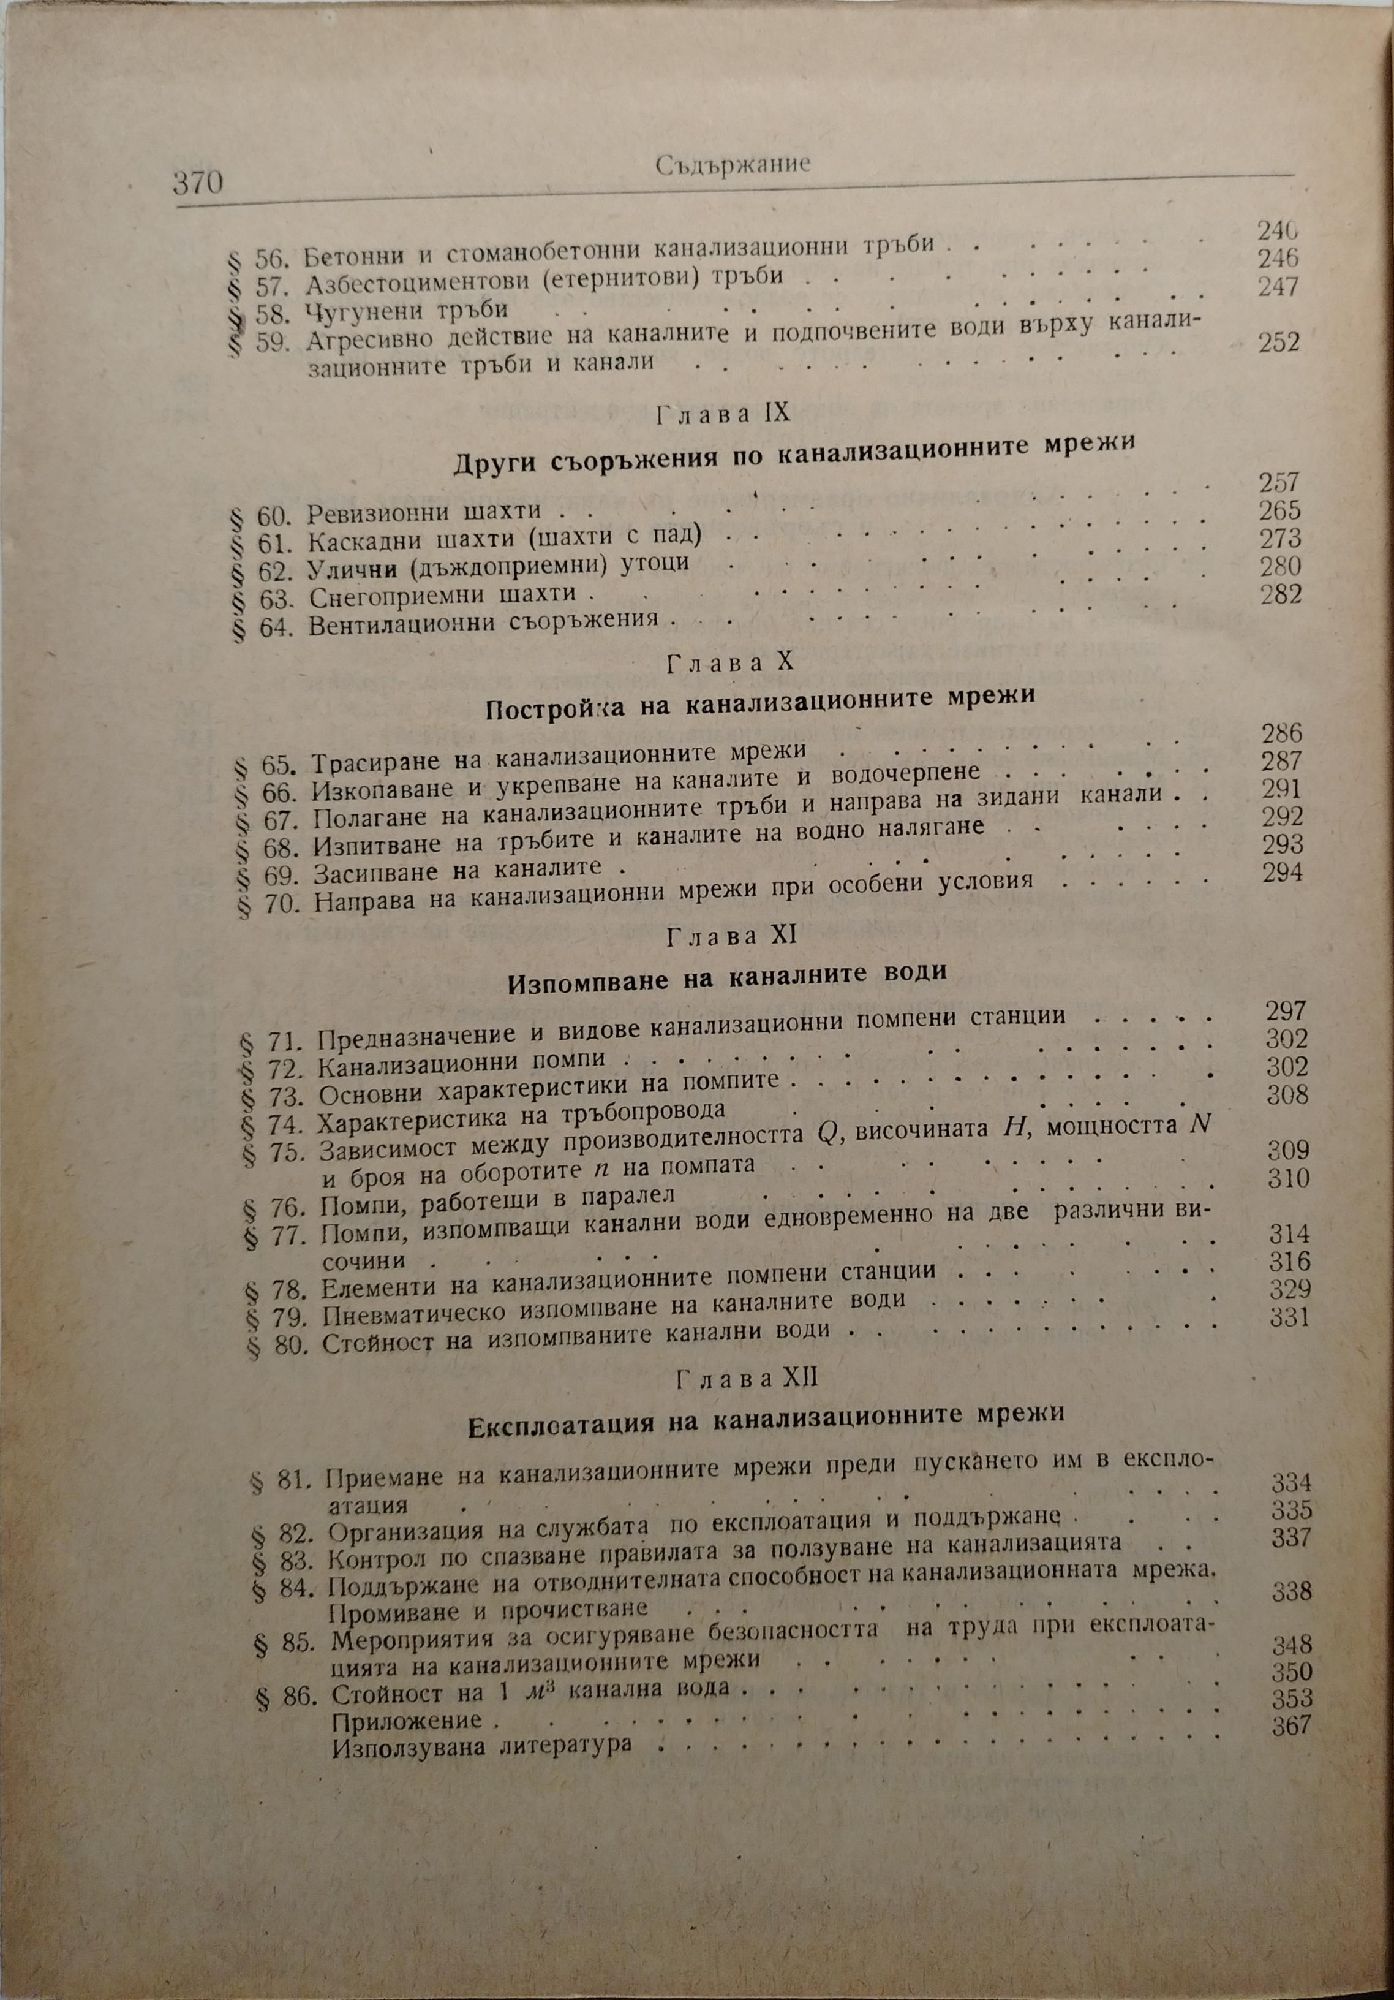 370
Съдържание
§ 56. Бетонни и стоманобетонни канализационни тръби . . . . . . . . . 240
§ 57. Азбестоциментови (етернитови) тръби . . . . . . . . . 246
§ 58. Чугунени тръби . . . . . . . . . 247
§ 59. Агресивно действие на каналните и подпочвените води върху канали-
зационните тръби и канали . . . . . . . . . 252
Глава IX
Други съоръжения по канализационните мрежи
§ 60. Ревизионни шахти . . . . . . . . . 257
§ 61. Каскадни шахти (шахти с пад) . . . . . . . . . 265
§ 62. Улични (дъждоприемни) утоци . . . . . . . . . 273
§ 63. Снегоприемни шахти . . . . . . . . . 280
§ 64. Вентилационни съоръжения . . . . . . . . . 282
Глава X
Постройка на канализационните мрежи
§ 65. Трасиране на канализационните мрежи . . . . . . . . . 286
§ 66. Изкопаване и укрепване на каналите и водочерпене . . . . . . . 287
§ 67. Полагане на канализационните тръби и направа на зидани канали . . 291
§ 68. Изпитване на тръбите и каналите на водно налягане . . . . . . 292
§ 69. Засипване на каналите . . . . . . . . . 293
§ 70. Направа на канализационни мрежи при особени условия . . . . . . 294
Глава XI
Изпомпване на каналните води
§ 71. Предназначение и видове канализационни помпени станции . . . . . 297
§ 72. Канализационни помпи . . . . . . . . . 302
§ 73. Основни характеристики на помпите . . . . . . . . . 302
§ 74. Характеристика на тръбопровода . . . . . . . . . 308
§ 75. Зависимост между производителността Q, височината H, мощността N
и броя на оборотите n на помпата . . . . . . . . . 309
§ 76. Помпи, работещи в паралел . . . . . . . . . 310
§ 77. Помпи, изпомпващи канални води едновременно на две различни ви-
сочини . . . . . . . . . 314
§ 78. Елементи на канализационните помпени станции . . . . . . . . 316
§ 79. Пневматическо изпомпване на каналните води . . . . . . . . 329
§ 80. Стойност на изпомпваните канални води . . . . . . . . . 331
Глава XII
Експлоатация на канализационните мрежи
§ 81. Приемане на канализационните мрежи преди пускането им в експло-
атация . . . . . . . . . 334
§ 82. Организация на службата по експлоатация и поддържане . . . . 335
§ 83. Контрол по спазване правилата за ползуване на канализацията . . 337
§ 84. Поддържане на отводнителната способност на канализационната мрежа.
Промиване и прочистване . . . . . . . . . 338
§ 85. Мероприятия за осигуряване безопасността на труда при експлоата-
цията на канализационните мрежи . . . . . . . . . 348
§ 86. Стойност на 1 м³ канална вода . . . . . . . . . 350
Приложение . . . . . . . . . 353
Използувана литература . . . . . . . . . 367